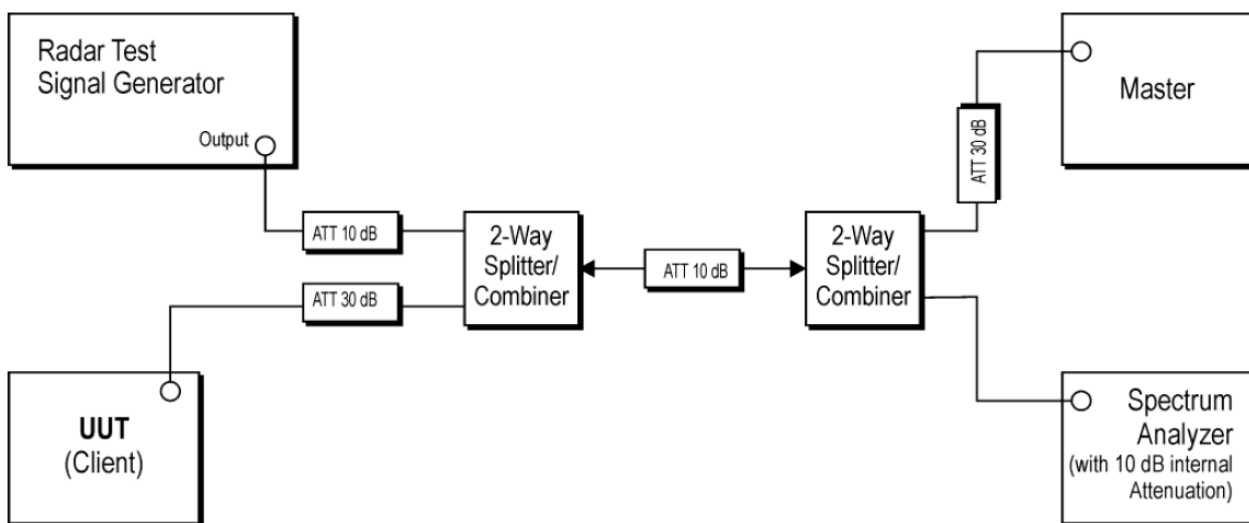 Radar Test
Signal Generator
Output
ATT 10 dB
ATT 30 dB
UUT
(Client)
2-Way
Splitter/
Combiner
ATT 10 dB
2-Way
Splitter/
Combiner
ATT 30 dB
Master
Spectrum
Analyzer
(with 10 dB internal
Attenuation)